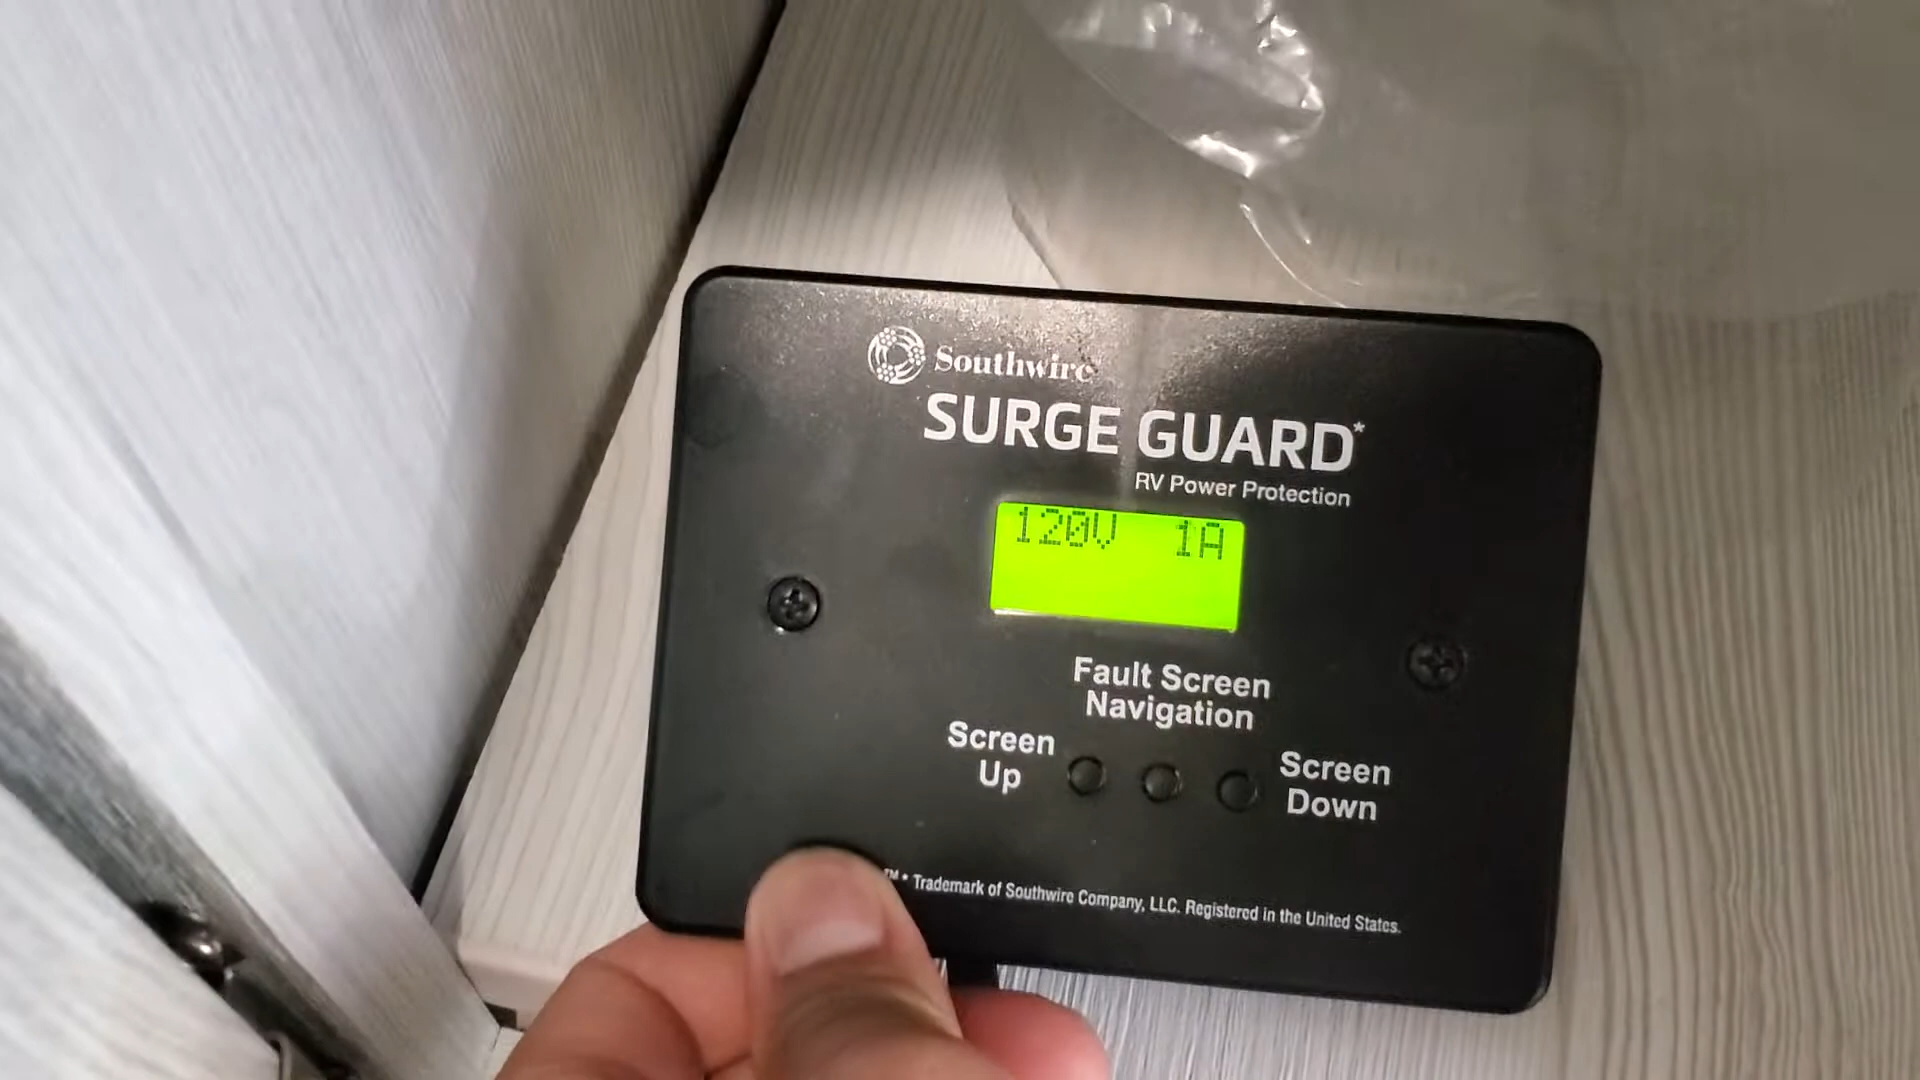 Southwire
SURGE GUARD*
RV Power Protection
120V 1A
Fault Screen
Navigation
Screen
Up
Screen
Down
™ * Trademark of Southwire Company, LLC. Registered in the United States.